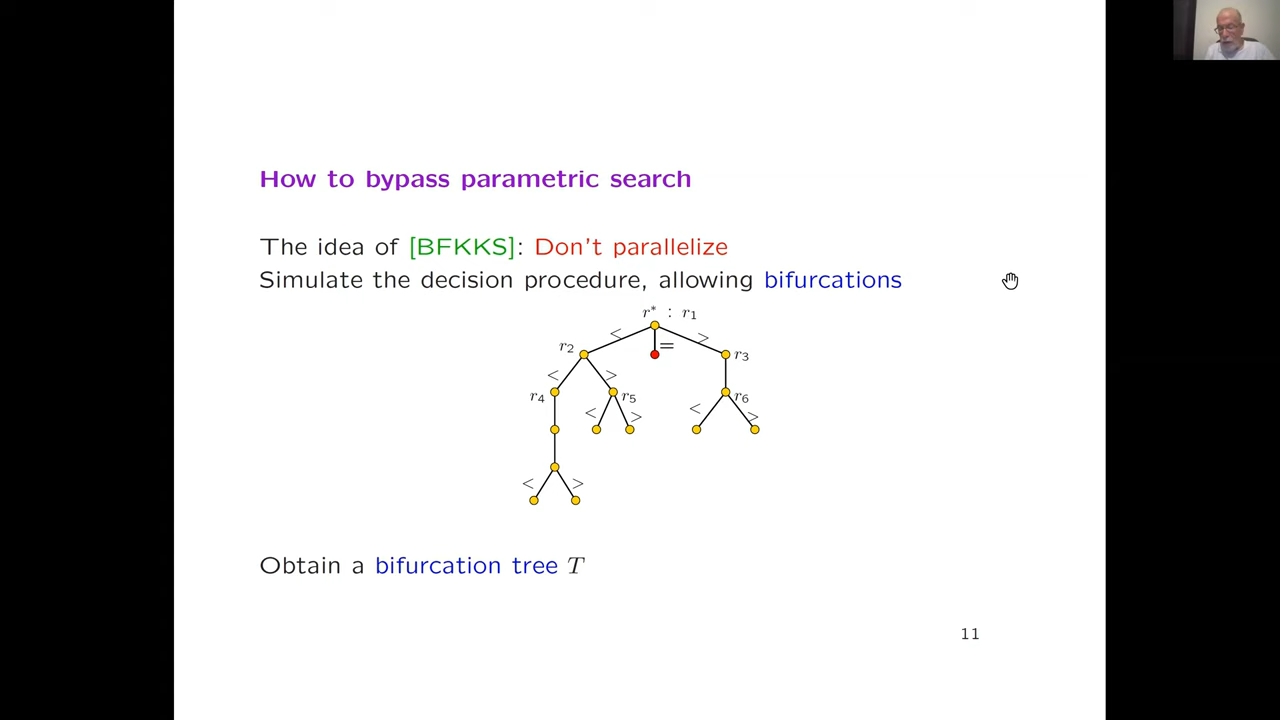 How to bypass parametric search
The idea of [BFKKS]: Don't parallelize
Simulate the decision procedure, allowing bifurcations
r* : r₁
< = >
r₂ r₃
< >
r₄ r₅ r₆
< > < >
< >
Obtain a bifurcation tree T
11